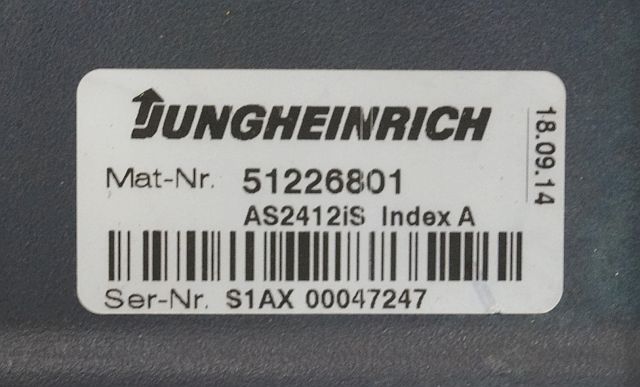 JUNGHEINRICH
Mat-Nr. 51226801
AS2412iS Index A
Ser-Nr. S1AX 00047247
18.09.14